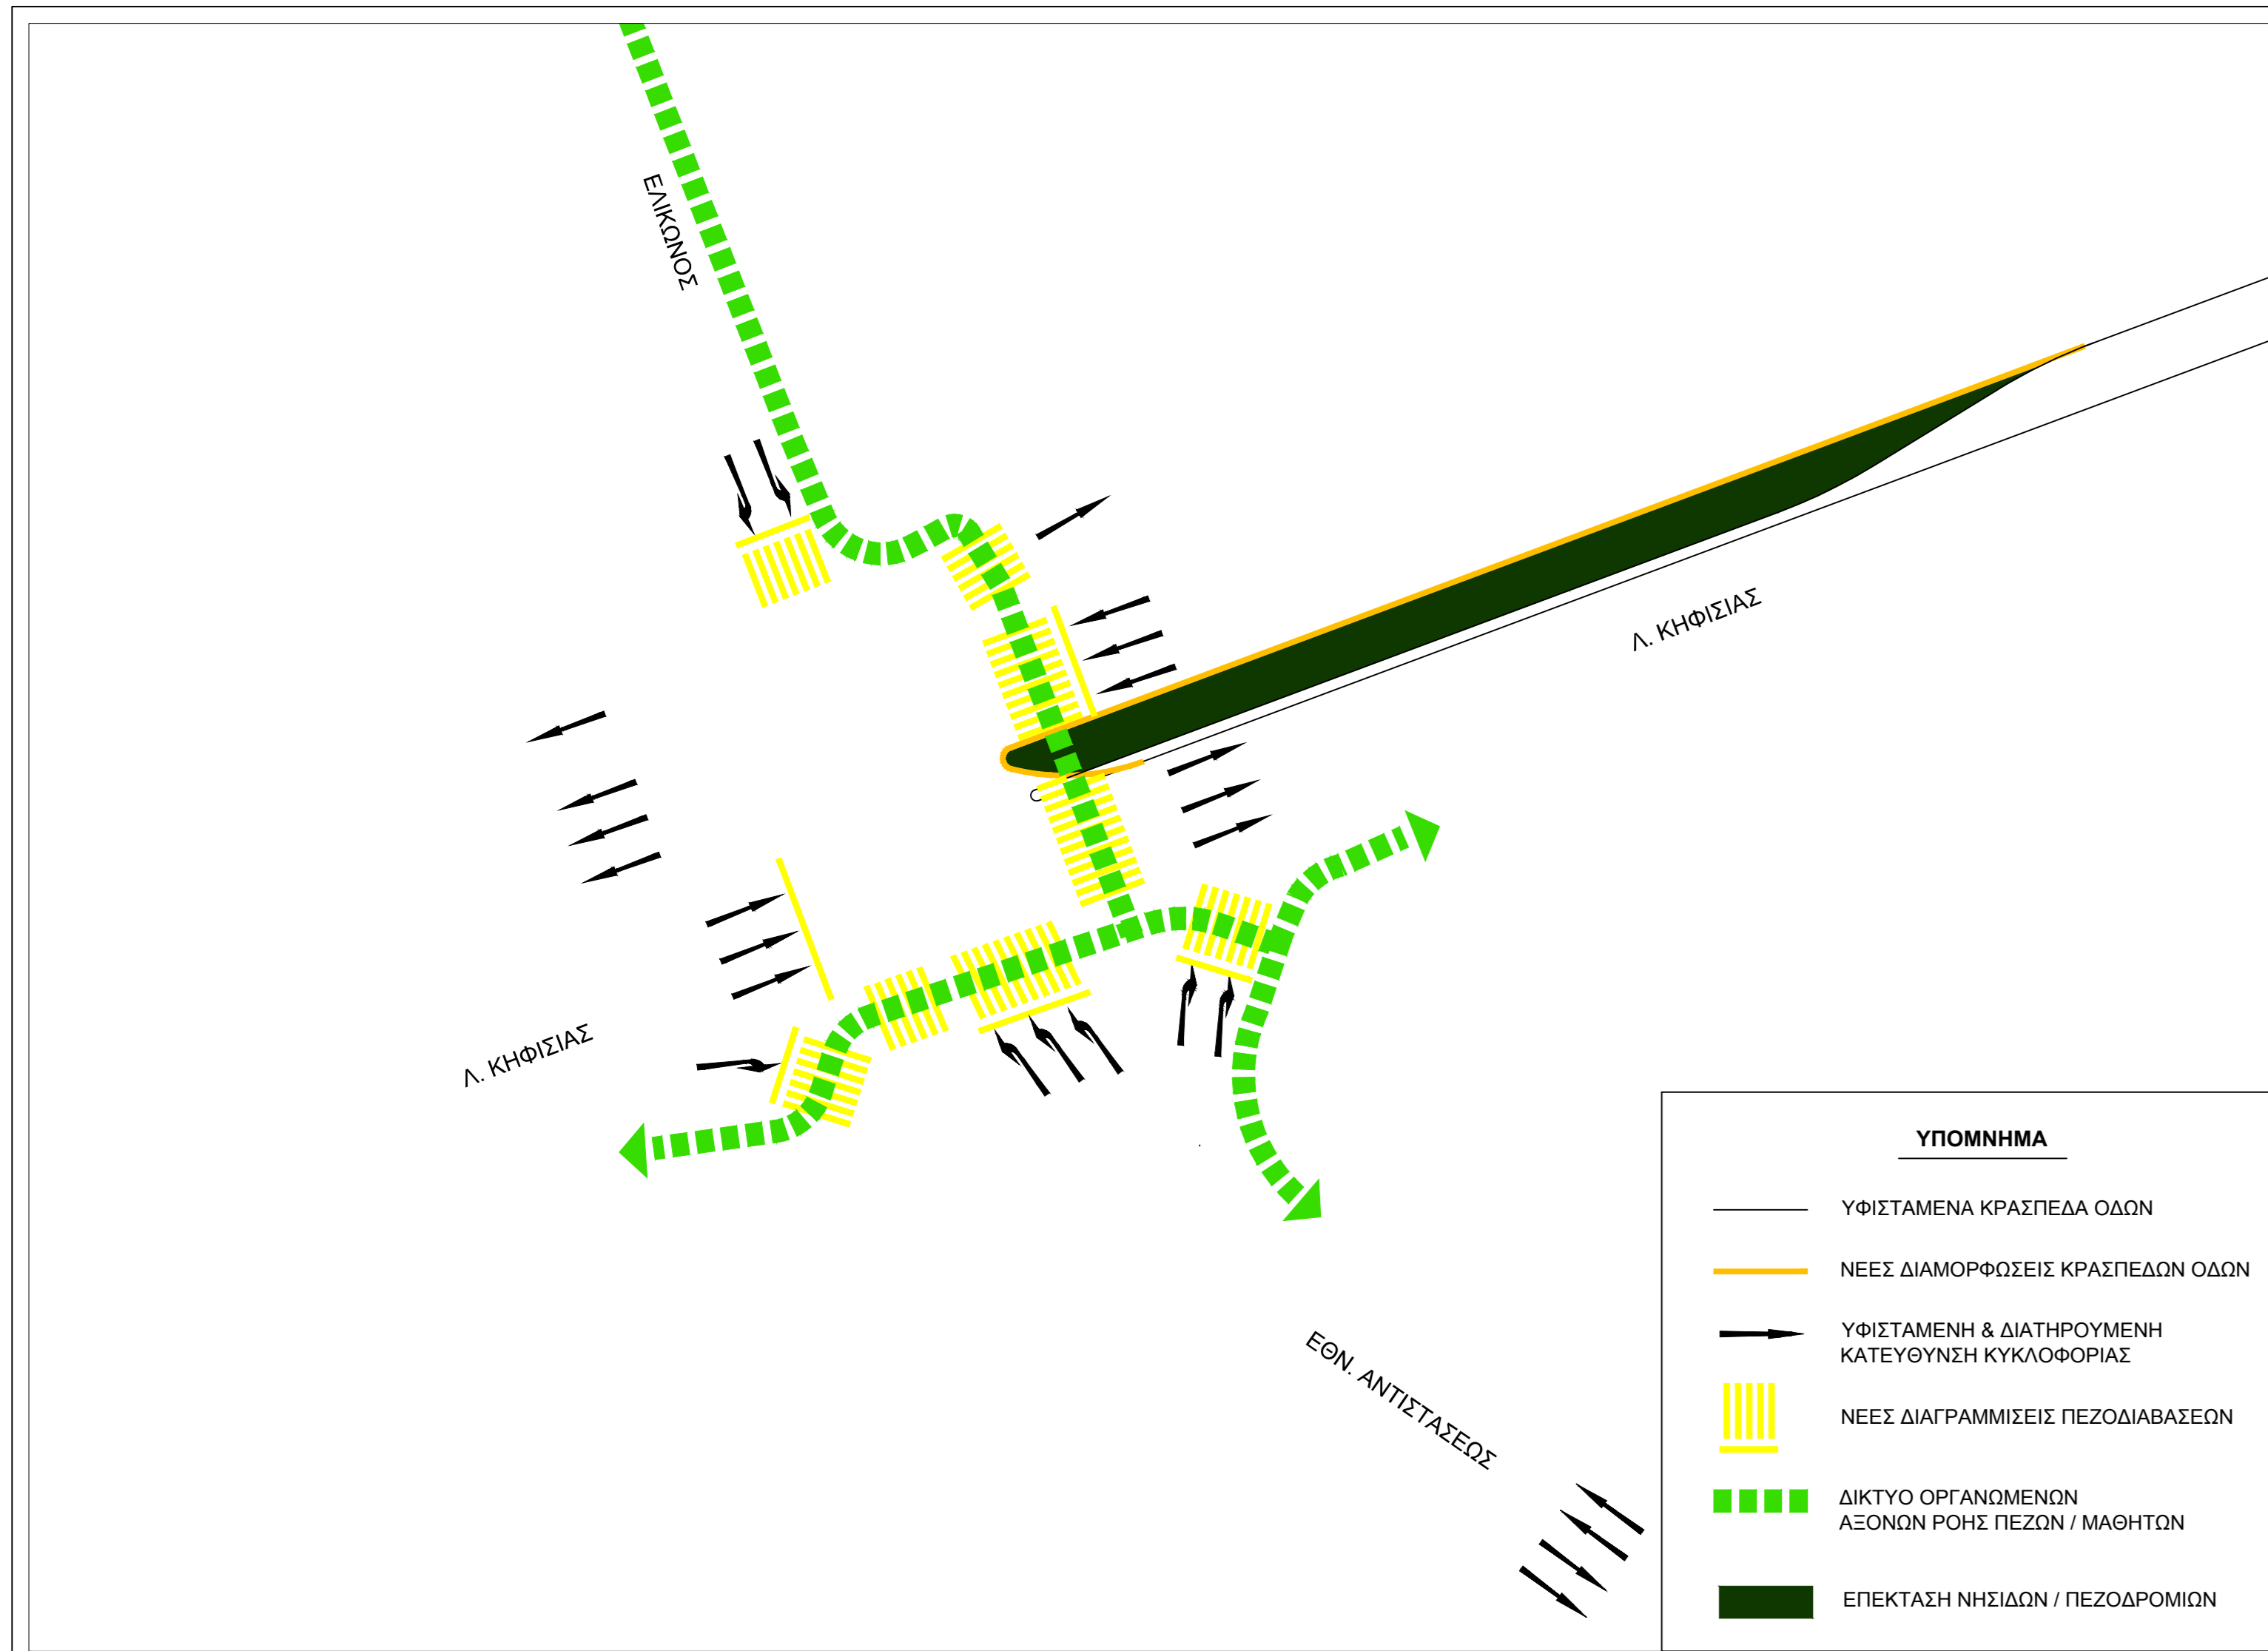 ΕΛΙΚΩΝΟΣ
Λ. ΚΗΦΙΣΙΑΣ
Λ. ΚΗΦΙΣΙΑΣ
ΕΘΝ. ΑΝΤΙΣΤΑΣΕΩΣ
ΥΠΟΜΝΗΜΑ
ΥΦΙΣΤΑΜΕΝΑ ΚΡΑΣΠΕΔΑ ΟΔΩΝ
ΝΕΕΣ ΔΙΑΜΟΡΦΩΣΕΙΣ ΚΡΑΣΠΕΔΩΝ ΟΔΩΝ
ΥΦΙΣΤΑΜΕΝΗ & ΔΙΑΤΗΡΟΥΜΕΝΗ
ΚΑΤΕΥΘΥΝΣΗ ΚΥΚΛΟΦΟΡΙΑΣ
ΝΕΕΣ ΔΙΑΓΡΑΜΜΙΣΕΙΣ ΠΕΖΟΔΙΑΒΑΣΕΩΝ
ΔΙΚΤΥΟ ΟΡΓΑΝΩΜΕΝΩΝ
ΑΞΟΝΩΝ ΡΟΗΣ ΠΕΖΩΝ / ΜΑΘΗΤΩΝ
ΕΠΕΚΤΑΣΗ ΝΗΣΙΔΩΝ / ΠΕΖΟΔΡΟΜΙΩΝ